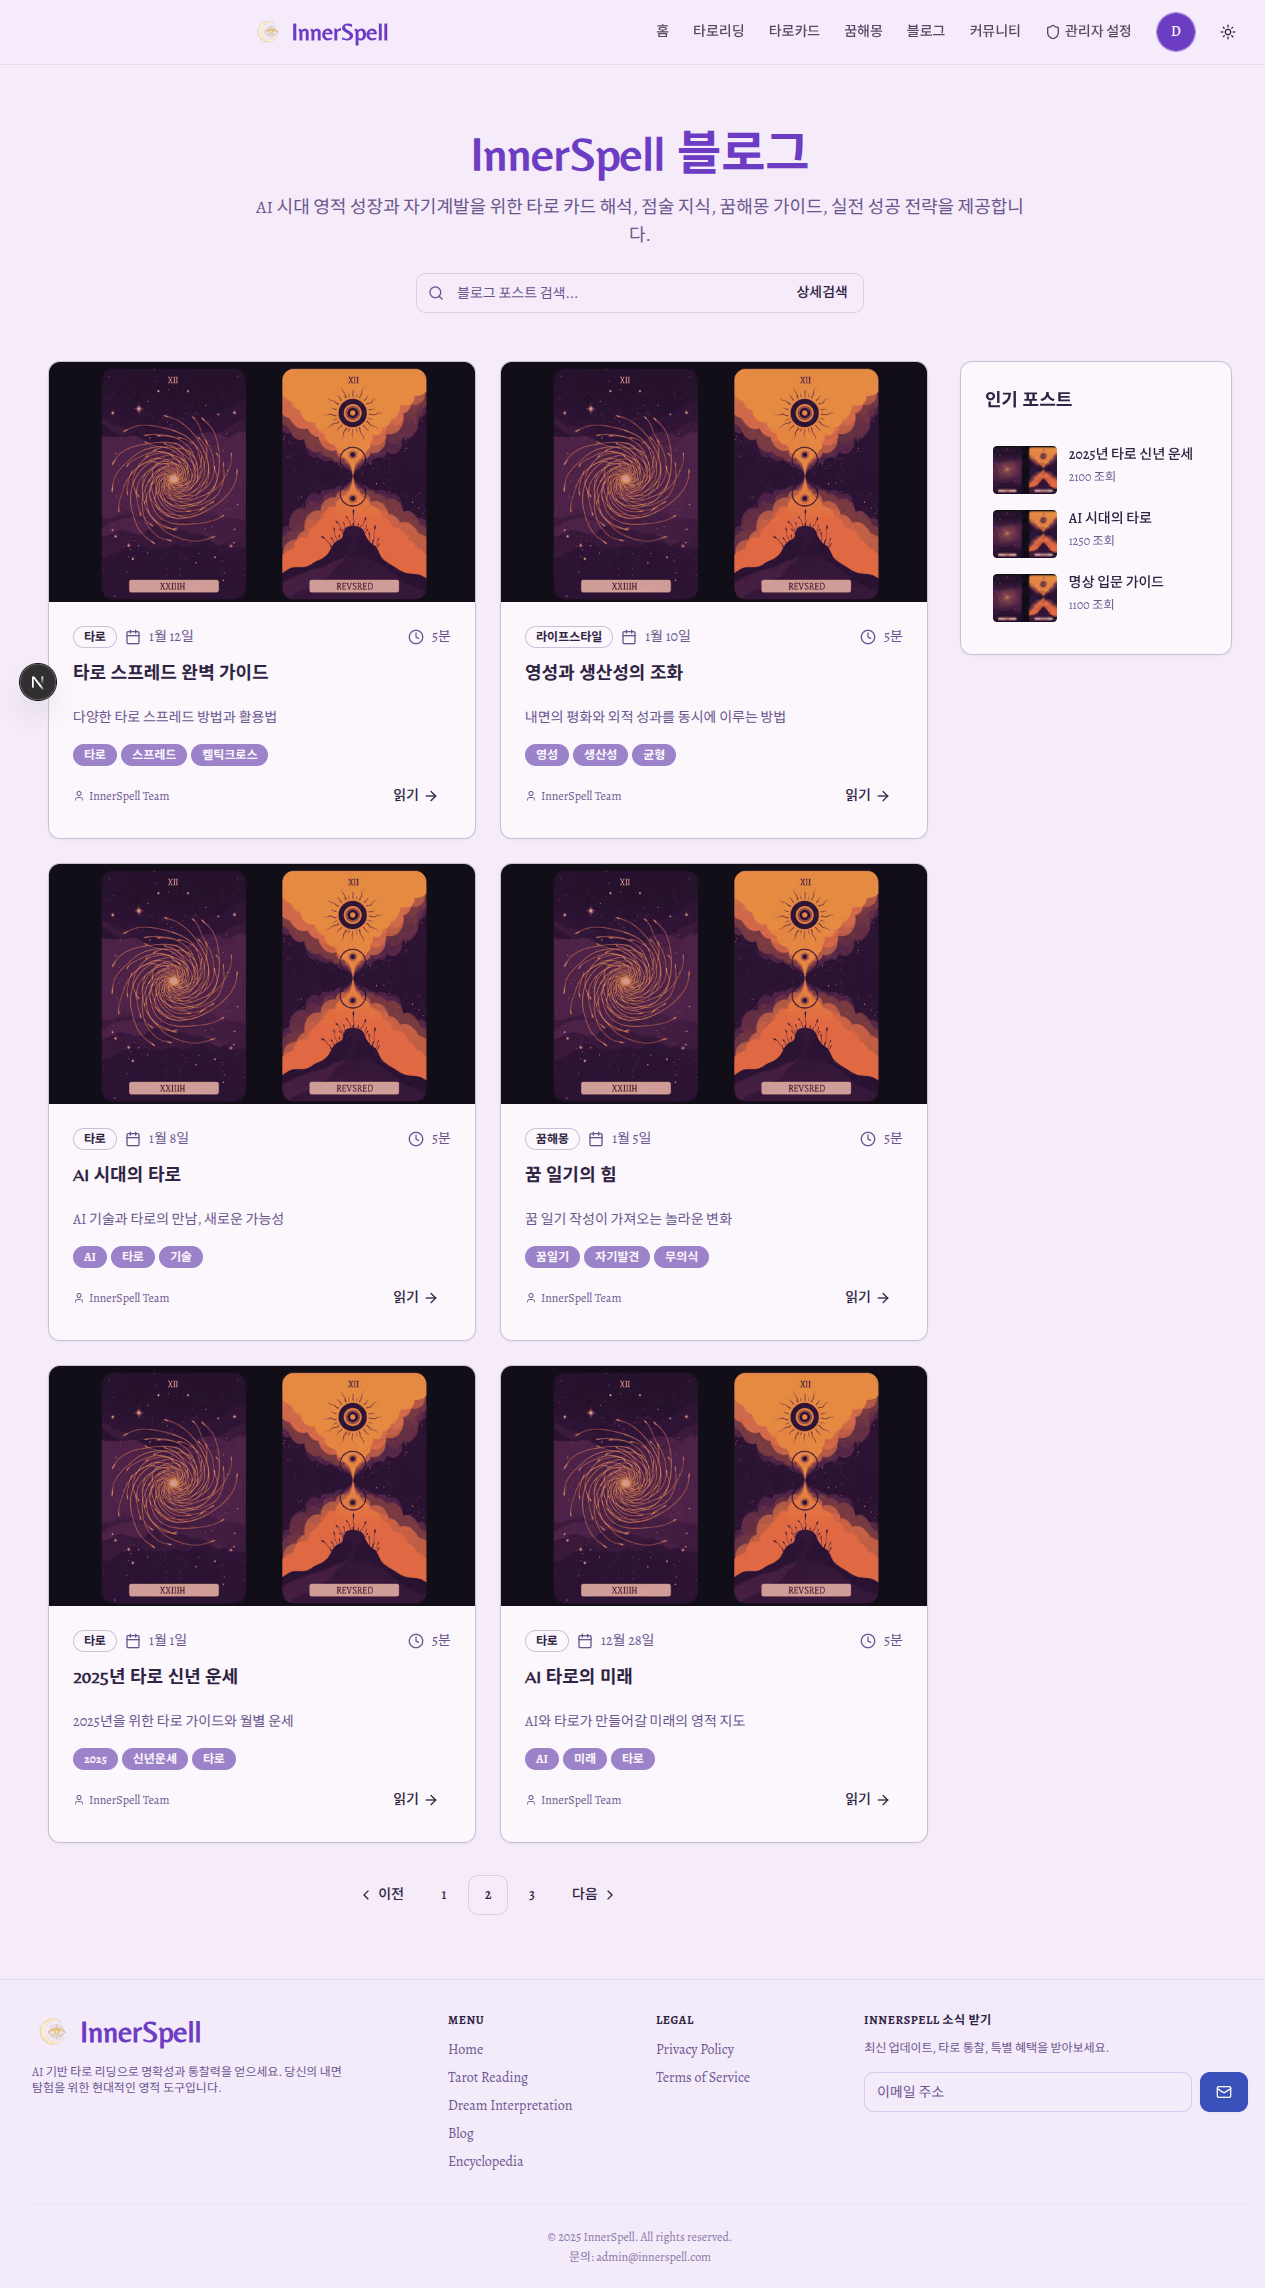 InnerSpell
홈 타로리딩 타로카드 꿈해몽 블로그 커뮤니티 관리자 설정 D
InnerSpell 블로그
AI 시대 영적 성장과 자기계발을 위한 타로 카드 해석, 점술 지식, 꿈해몽 가이드, 실전 성공 전략을 제공합니
다.
블로그 포스트 검색... 상세검색
XII
XII
XXIIIH
REVSRED
타로 1월 12일 5분
타로 스프레드 완벽 가이드
다양한 타로 스프레드 방법과 활용법
타로 스프레드 켈틱크로스
InnerSpell Team 읽기
XII
XII
XXIIIH
REVSRED
라이프스타일 1월 10일 5분
영성과 생산성의 조화
내면의 평화와 외적 성과를 동시에 이루는 방법
영성 생산성 균형
InnerSpell Team 읽기
인기 포스트
2025년 타로 신년 운세
2100 조회
AI 시대의 타로
1250 조회
명상 입문 가이드
1100 조회
N
XII
XII
XXIIIH
REVSRED
타로 1월 8일 5분
AI 시대의 타로
AI 기술과 타로의 만남, 새로운 가능성
AI 타로 기술
InnerSpell Team 읽기
XII
XII
XXIIIH
REVSRED
꿈해몽 1월 5일 5분
꿈 일기의 힘
꿈 일기 작성이 가져오는 놀라운 변화
꿈일기 자기발견 무의식
InnerSpell Team 읽기
XII
XII
XXIIIH
REVSRED
타로 1월 1일 5분
2025년 타로 신년 운세
2025년을 위한 타로 가이드와 월별 운세
2025 신년운세 타로
InnerSpell Team 읽기
XII
XII
XXIIIH
REVSRED
타로 12월 28일 5분
AI 타로의 미래
AI와 타로가 만들어갈 미래의 영적 지도
AI 미래 타로
InnerSpell Team 읽기
이전 1 2 3 다음
InnerSpell
AI 기반 타로 리딩으로 명확성과 통찰력을 얻으세요. 당신의 내면
탐험을 위한 현대적인 영적 도구입니다.
MENU
Home
Tarot Reading
Dream Interpretation
Blog
Encyclopedia
LEGAL
Privacy Policy
Terms of Service
INNERSPELL 소식 받기
최신 업데이트, 타로 통찰, 특별 혜택을 받아보세요.
이메일 주소
© 2025 InnerSpell. All rights reserved.
문의: admin@innerspell.com